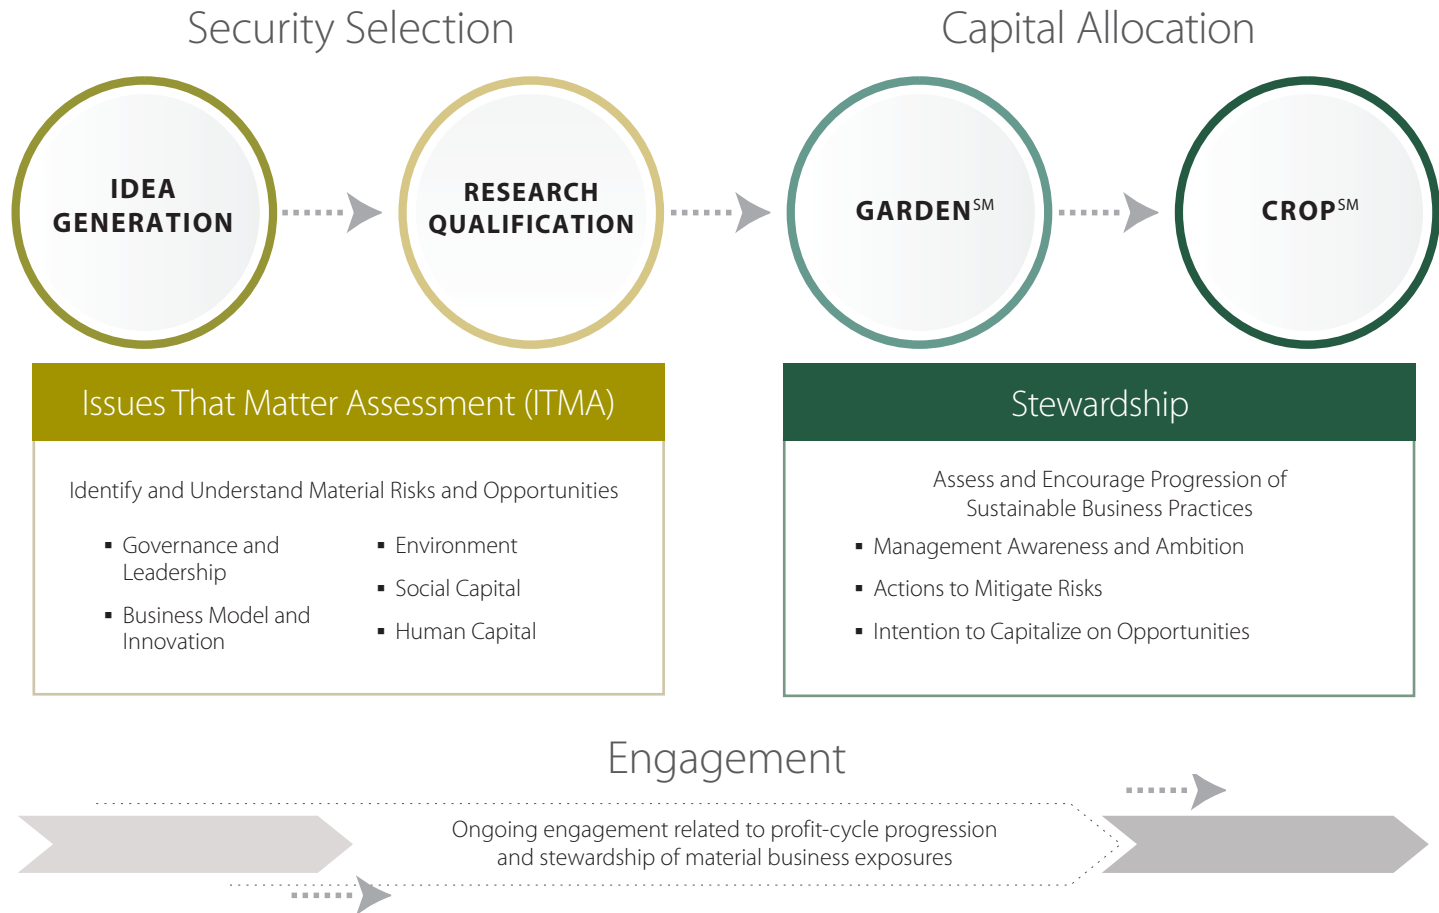 Security Selection
Capital Allocation
IDEA
GENERATION
RESEARCH
QUALIFICATION
GARDEN℠
CROP℠
Issues That Matter Assessment (ITMA)
Identify and Understand Material Risks and Opportunities
▪ Governance and
Leadership
▪ Business Model and
Innovation
▪ Environment
▪ Social Capital
▪ Human Capital
Stewardship
Assess and Encourage Progression of
Sustainable Business Practices
▪ Management Awareness and Ambition
▪ Actions to Mitigate Risks
▪ Intention to Capitalize on Opportunities
Engagement
Ongoing engagement related to profit-cycle progression
and stewardship of material business exposures